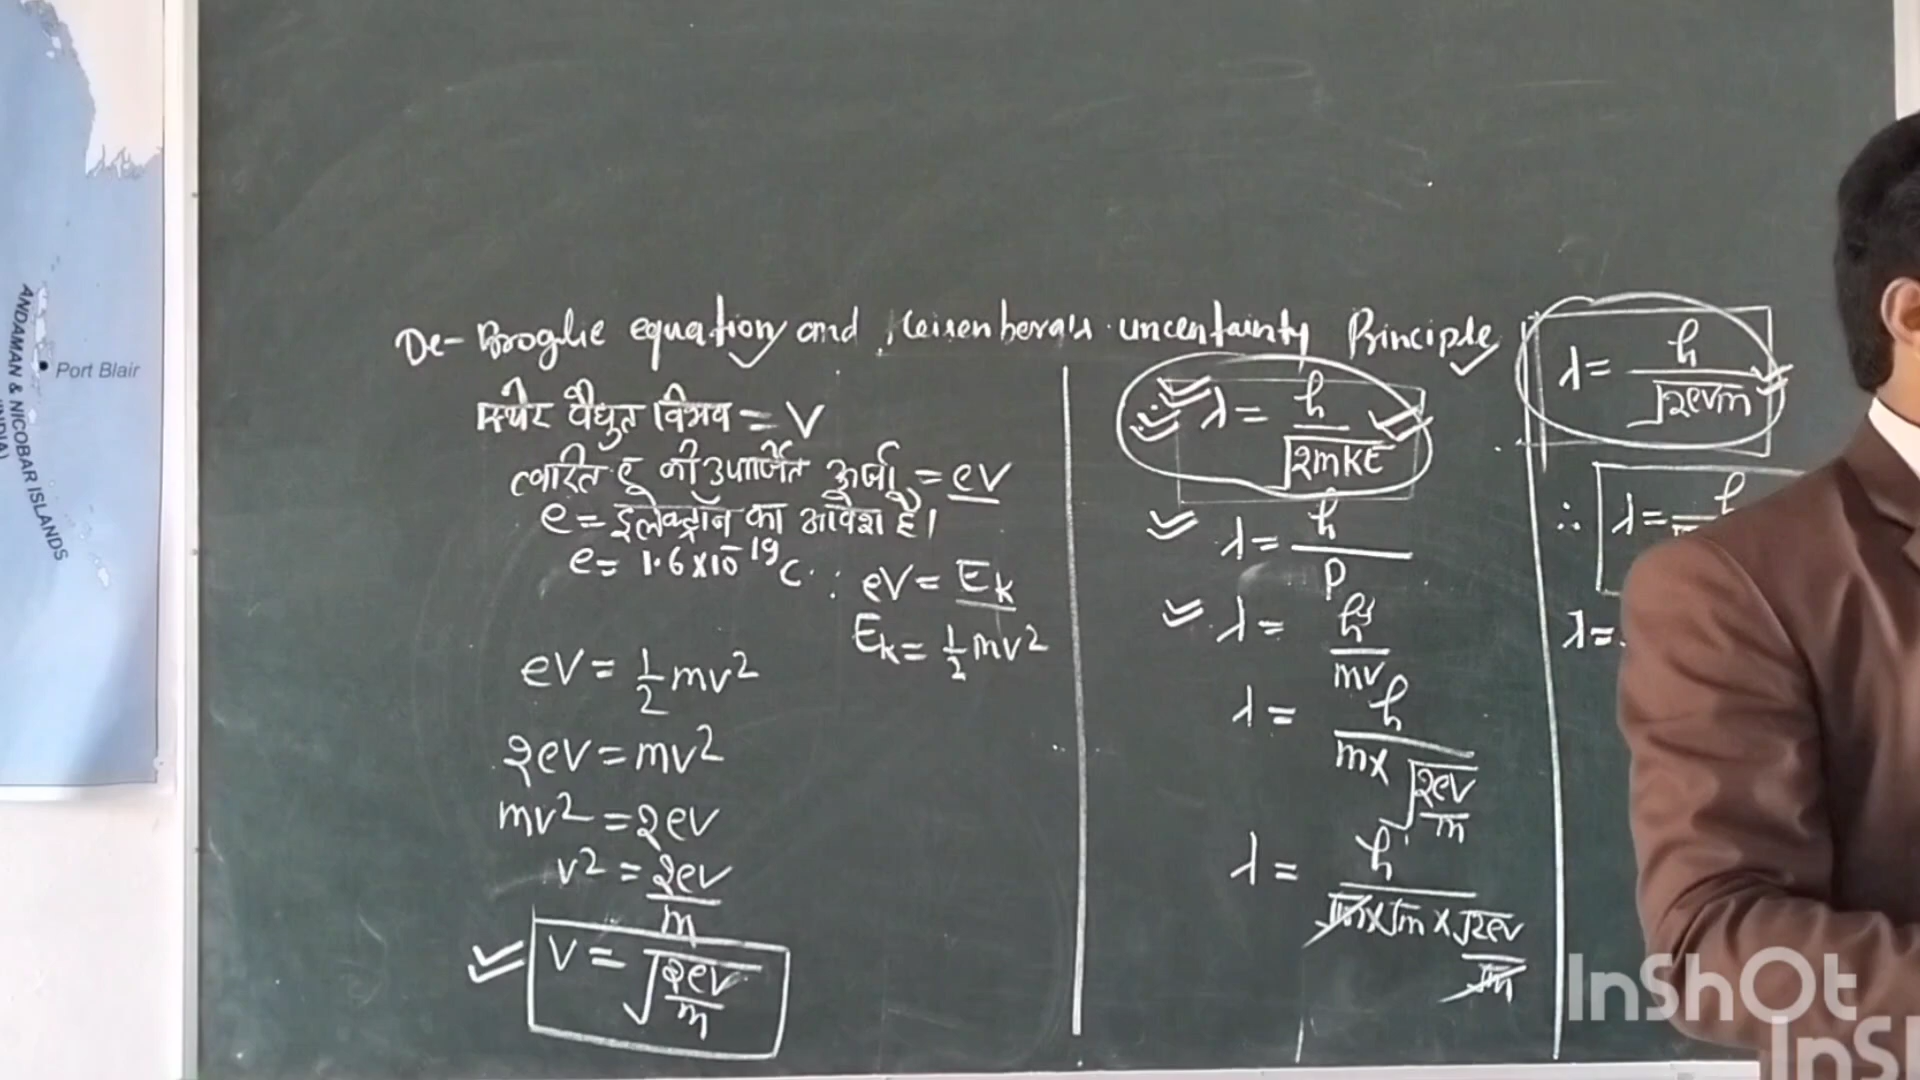 De-Broglie equation and Heisenberg's uncertainty Principle
स्थिर वैधुत विभव = V
त्वरित e की उपार्जित ऊर्जा = eV
e = इलेक्ट्रॉन का आवेश है।
e = 1.6×10⁻¹⁹C
∴ eV = Eₖ
Eₖ = ½mv²
eV = ½mv²
2eV = mv²
mv² = 2eV
v² = 2eV/m
v = √(2eV/m)
λ = h/√(2mKE)
λ = h/p
λ = h/mv
λ = h/(m×√(2eV/m))
λ = h/(√m×√m×√2eV/√m)
λ = h/√(2eVm)
∴ λ =
λ =
ANDAMAN & NICOBAR ISLANDS
Port Blair
InShOt